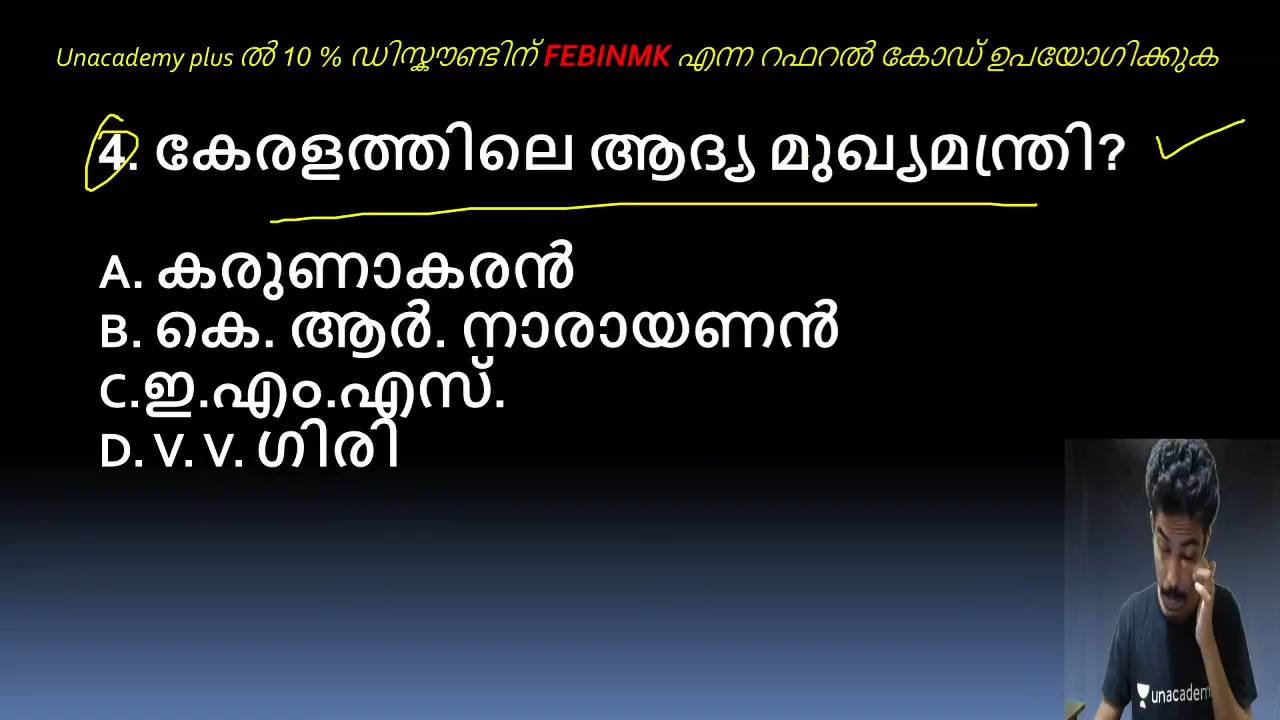 Unacademy plus ൽ 10 % ഡിസ്കൗണ്ടിന് FEBINMK എന്ന റഫറൽ കോഡ് ഉപയോഗിക്കുക
4. കേരളത്തിലെ ആദ്യ മുഖ്യമന്ത്രി?
A. കരുണാകരൻ
B. കെ. ആർ. നാരായണൻ
C.ഇ.എം.എസ്.
D. V. V. ഗിരി
unacadem